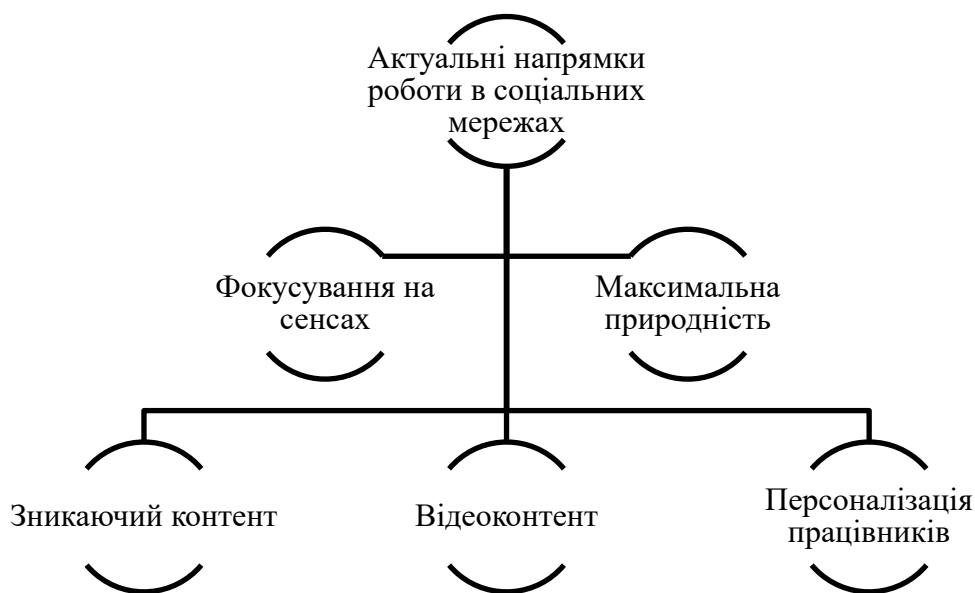 Актуальні напрямки
роботи в соціальних
мережах
Фокусування на
сенсах
Максимальна
природність
Зникаючий контент
Відеоконтент
Персоналізація
працівників